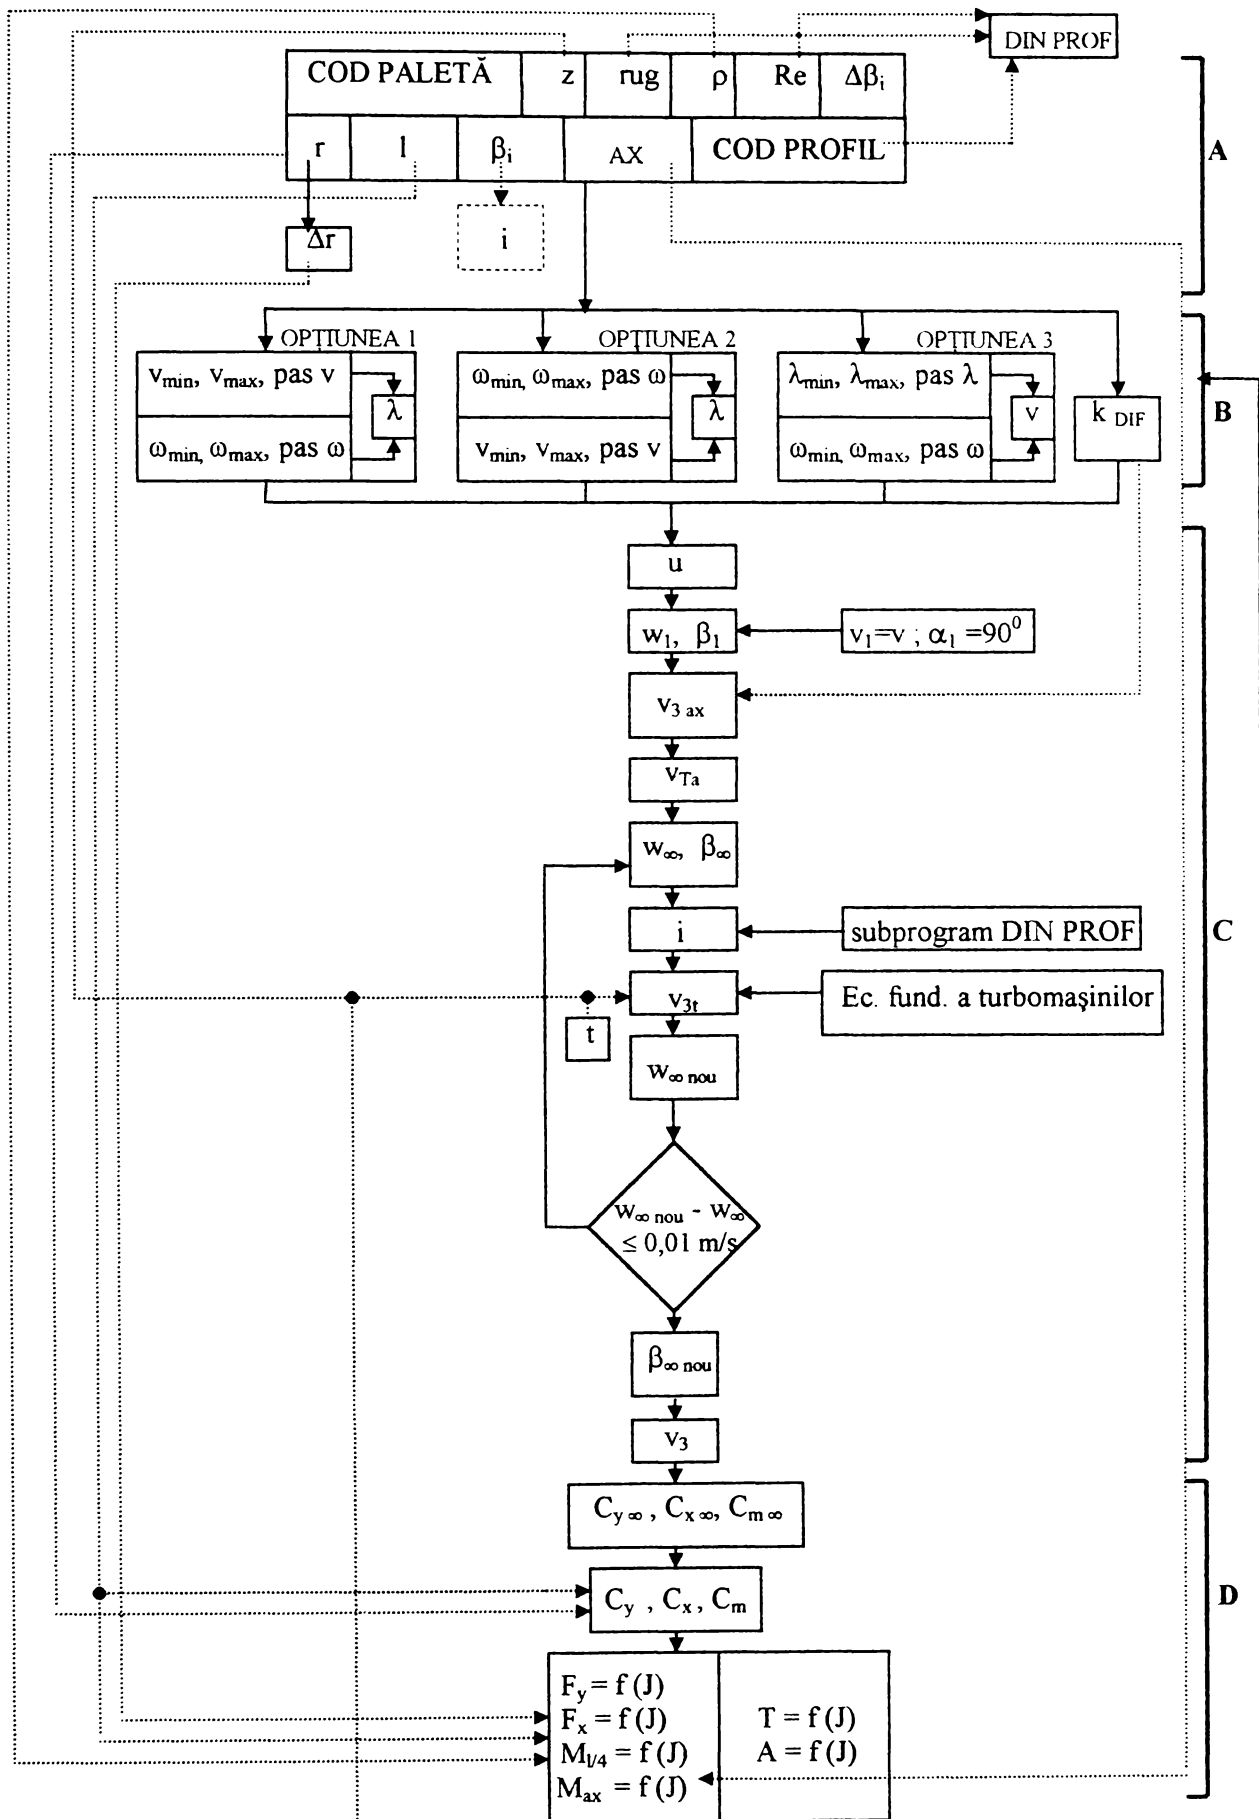 DIN PROF
COD PALETĂ z rug ρ Re Δβi
r l βi AX COD PROFIL
A
Δr i
OPŢIUNEA 1 OPŢIUNEA 2 OPŢIUNEA 3
vmin, vmax, pas v
λ
ωmin, ωmax, pas ω
ωmin, ωmax, pas ω
λ
vmin, vmax, pas v
λmin, λmax, pas λ
v
ωmin, ωmax, pas ω
k DIF
B
u
w1, β1
v1=v ; α1 =90⁰
v3 ax
vTa
w∞, β∞
i
subprogram DIN PROF
C
v3t
Ec. fund. a turbomaşinilor
t
w∞ nou
w∞ nou - w∞
≤ 0,01 m/s
β∞ nou
v3
Cy∞ , Cx∞, Cm∞
Cy , Cx, Cm
D
Fy = f (J)
Fx = f (J)
Ml/4 = f (J)
Max = f (J)
T = f (J)
A = f (J)